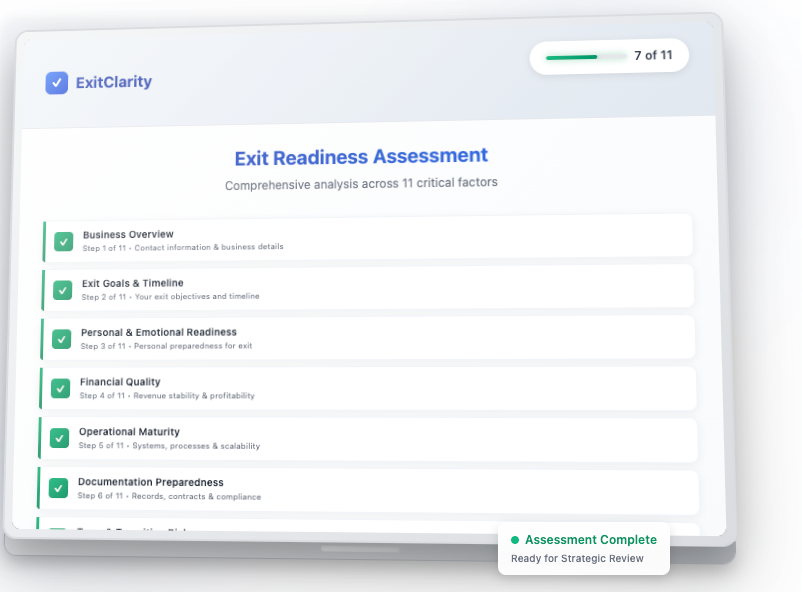 7 of 11
ExitClarity
Exit Readiness Assessment
Comprehensive analysis across 11 critical factors
Business Overview
Step 1 of 11 • Contact information & business details
Exit Goals & Timeline
Step 2 of 11 • Your exit objectives and timeline
Personal & Emotional Readiness
Step 3 of 11 • Personal preparedness for exit
Financial Quality
Step 4 of 11 • Revenue stability & profitability
Operational Maturity
Step 5 of 11 • Systems, processes & scalability
Documentation Preparedness
Step 6 of 11 • Records, contracts & compliance
Assessment Complete
Ready for Strategic Review